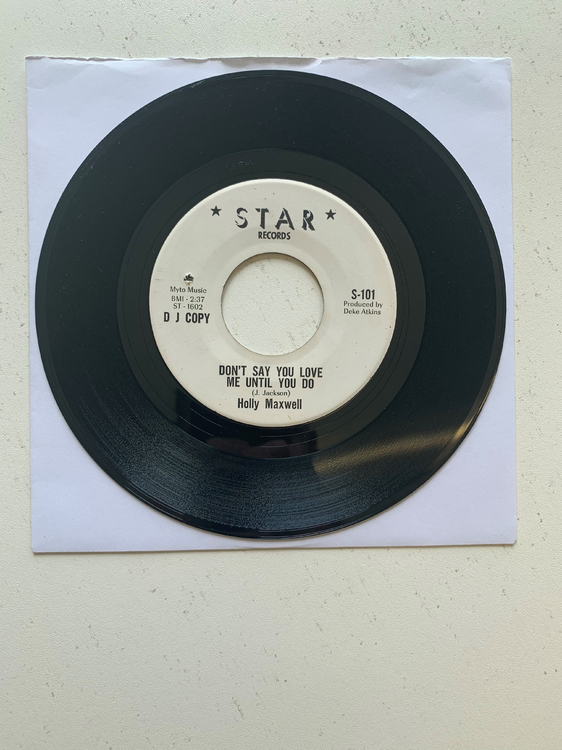 ★ STAR ★
RECORDS
Myto Music
BMI - 2:37
ST - 1602
D J COPY
S-101
Produced by
Deke Atkins
DON'T SAY YOU LOVE
ME UNTIL YOU DO
(J. Jackson)
Holly Maxwell